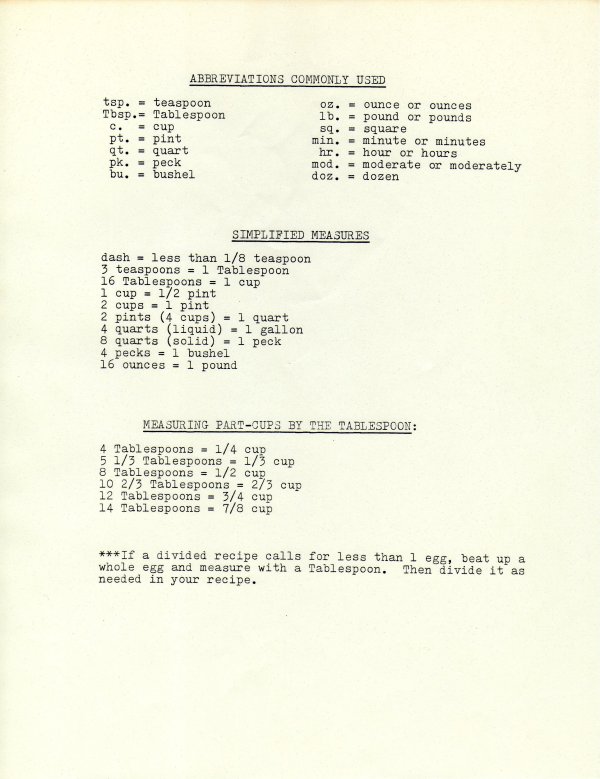 ABBREVIATIONS COMMONLY USED
tsp. = teaspoon
Tbsp.= Tablespoon
c. = cup
pt. = pint
qt. = quart
pk. = peck
bu. = bushel
oz. = ounce or ounces
lb. = pound or pounds
sq. = square
min. = minute or minutes
hr. = hour or hours
mod. = moderate or moderately
doz. = dozen
SIMPLIFIED MEASURES
dash = less than 1/8 teaspoon
3 teaspoons = 1 Tablespoon
16 Tablespoons = 1 cup
1 cup = 1/2 pint
2 cups = 1 pint
2 pints (4 cups) = 1 quart
4 quarts (liquid) = 1 gallon
8 quarts (solid) = 1 peck
4 pecks = 1 bushel
16 ounces = 1 pound
MEASURING PART-CUPS BY THE TABLESPOON:
4 Tablespoons = 1/4 cup
5 1/3 Tablespoons = 1/3 cup
8 Tablespoons = 1/2 cup
10 2/3 Tablespoons = 2/3 cup
12 Tablespoons = 3/4 cup
14 Tablespoons = 7/8 cup
***If a divided recipe calls for less than 1 egg, beat up a
whole egg and measure with a Tablespoon. Then divide it as
needed in your recipe.